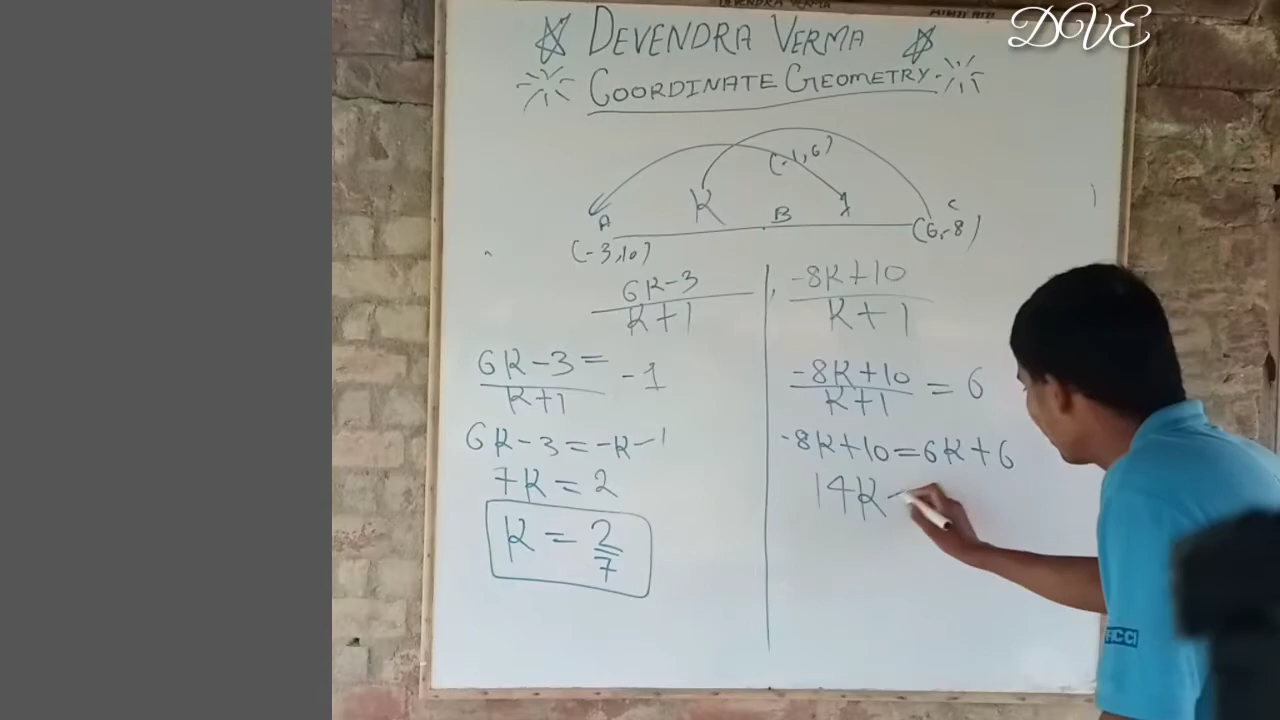 DEVENDRA VERMA
DVE
COORDINATE GEOMETRY
(-1,6)
K
B
1
A
C
(-3,10)
(6,-8)
6K-3
K+1
,
-8K+10
K+1
6K-3 = -1
K+1
-8K+10 = 6
K+1
6K-3=-K-1
-8K+10=6K+6
7K=2
14K
K=2
7
HCCI